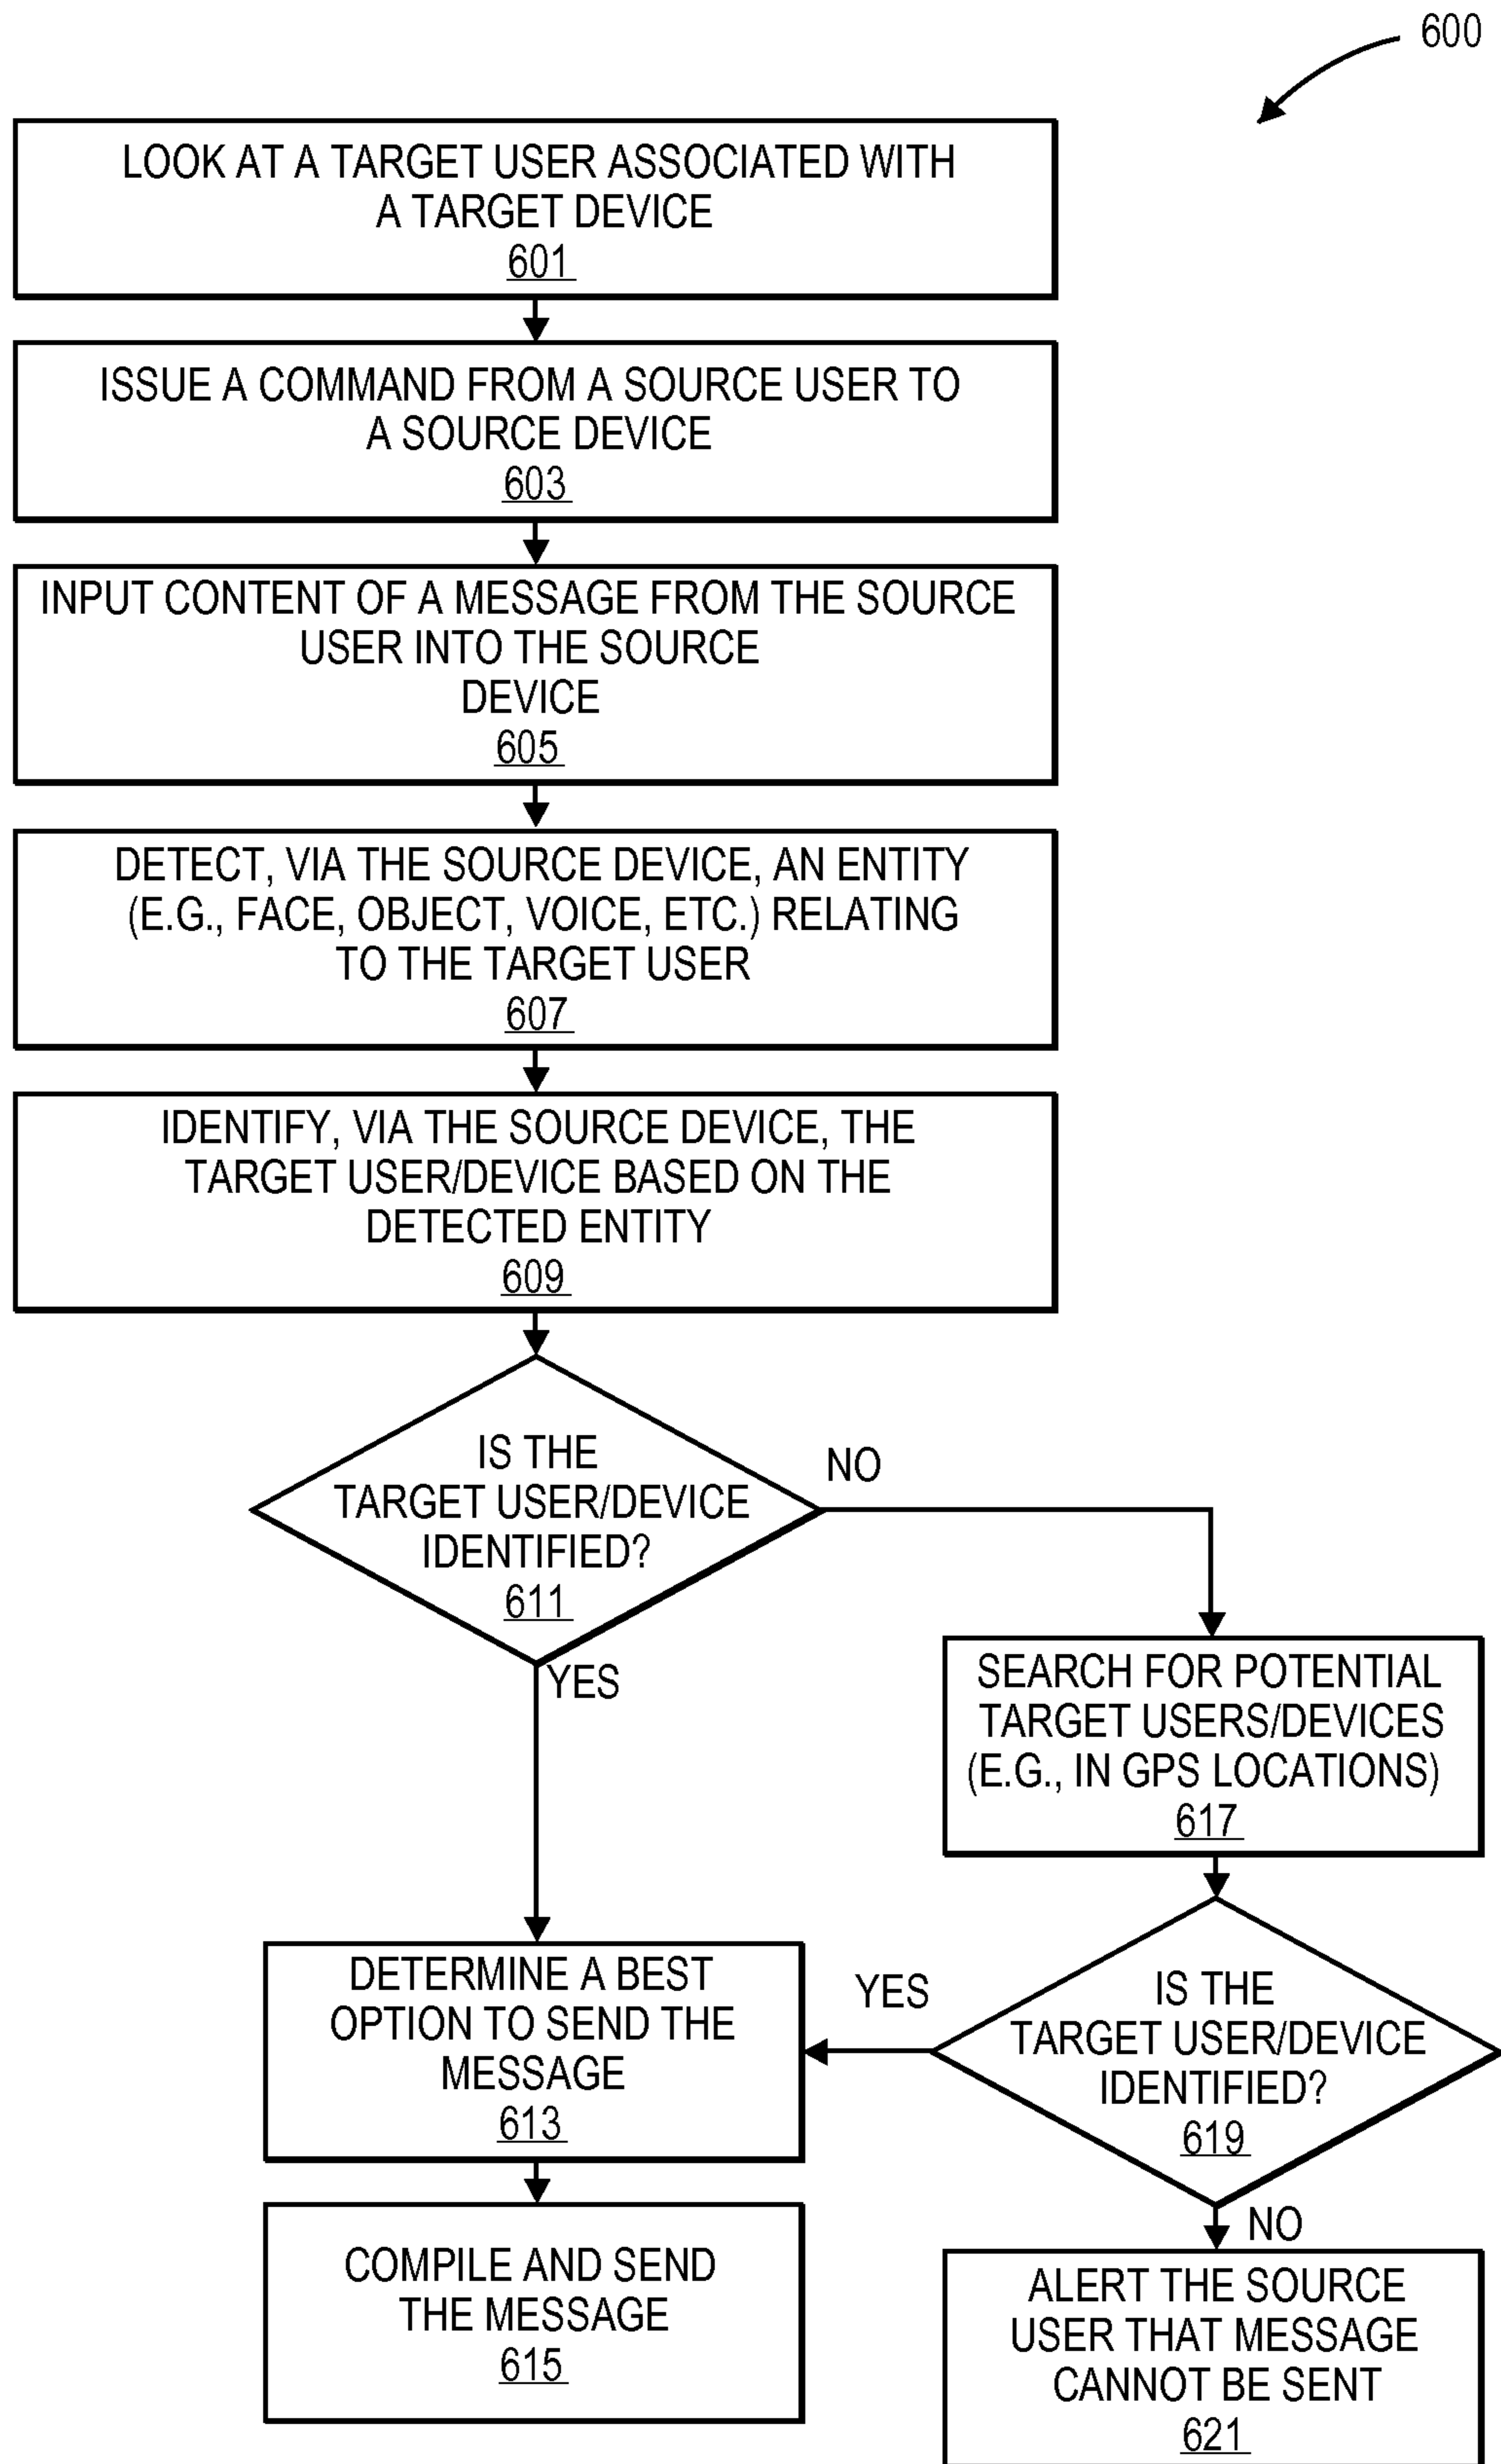 600
LOOK AT A TARGET USER ASSOCIATED WITH
A TARGET DEVICE
601
ISSUE A COMMAND FROM A SOURCE USER TO
A SOURCE DEVICE
603
INPUT CONTENT OF A MESSAGE FROM THE SOURCE
USER INTO THE SOURCE
DEVICE
605
DETECT, VIA THE SOURCE DEVICE, AN ENTITY
(E.G., FACE, OBJECT, VOICE, ETC.) RELATING
TO THE TARGET USER
607
IDENTIFY, VIA THE SOURCE DEVICE, THE
TARGET USER/DEVICE BASED ON THE
DETECTED ENTITY
609
IS THE
TARGET USER/DEVICE
IDENTIFIED?
611
NO
YES
SEARCH FOR POTENTIAL
TARGET USERS/DEVICES
(E.G., IN GPS LOCATIONS)
617
DETERMINE A BEST
OPTION TO SEND THE
MESSAGE
613
YES
IS THE
TARGET USER/DEVICE
IDENTIFIED?
619
NO
COMPILE AND SEND
THE MESSAGE
615
ALERT THE SOURCE
USER THAT MESSAGE
CANNOT BE SENT
621